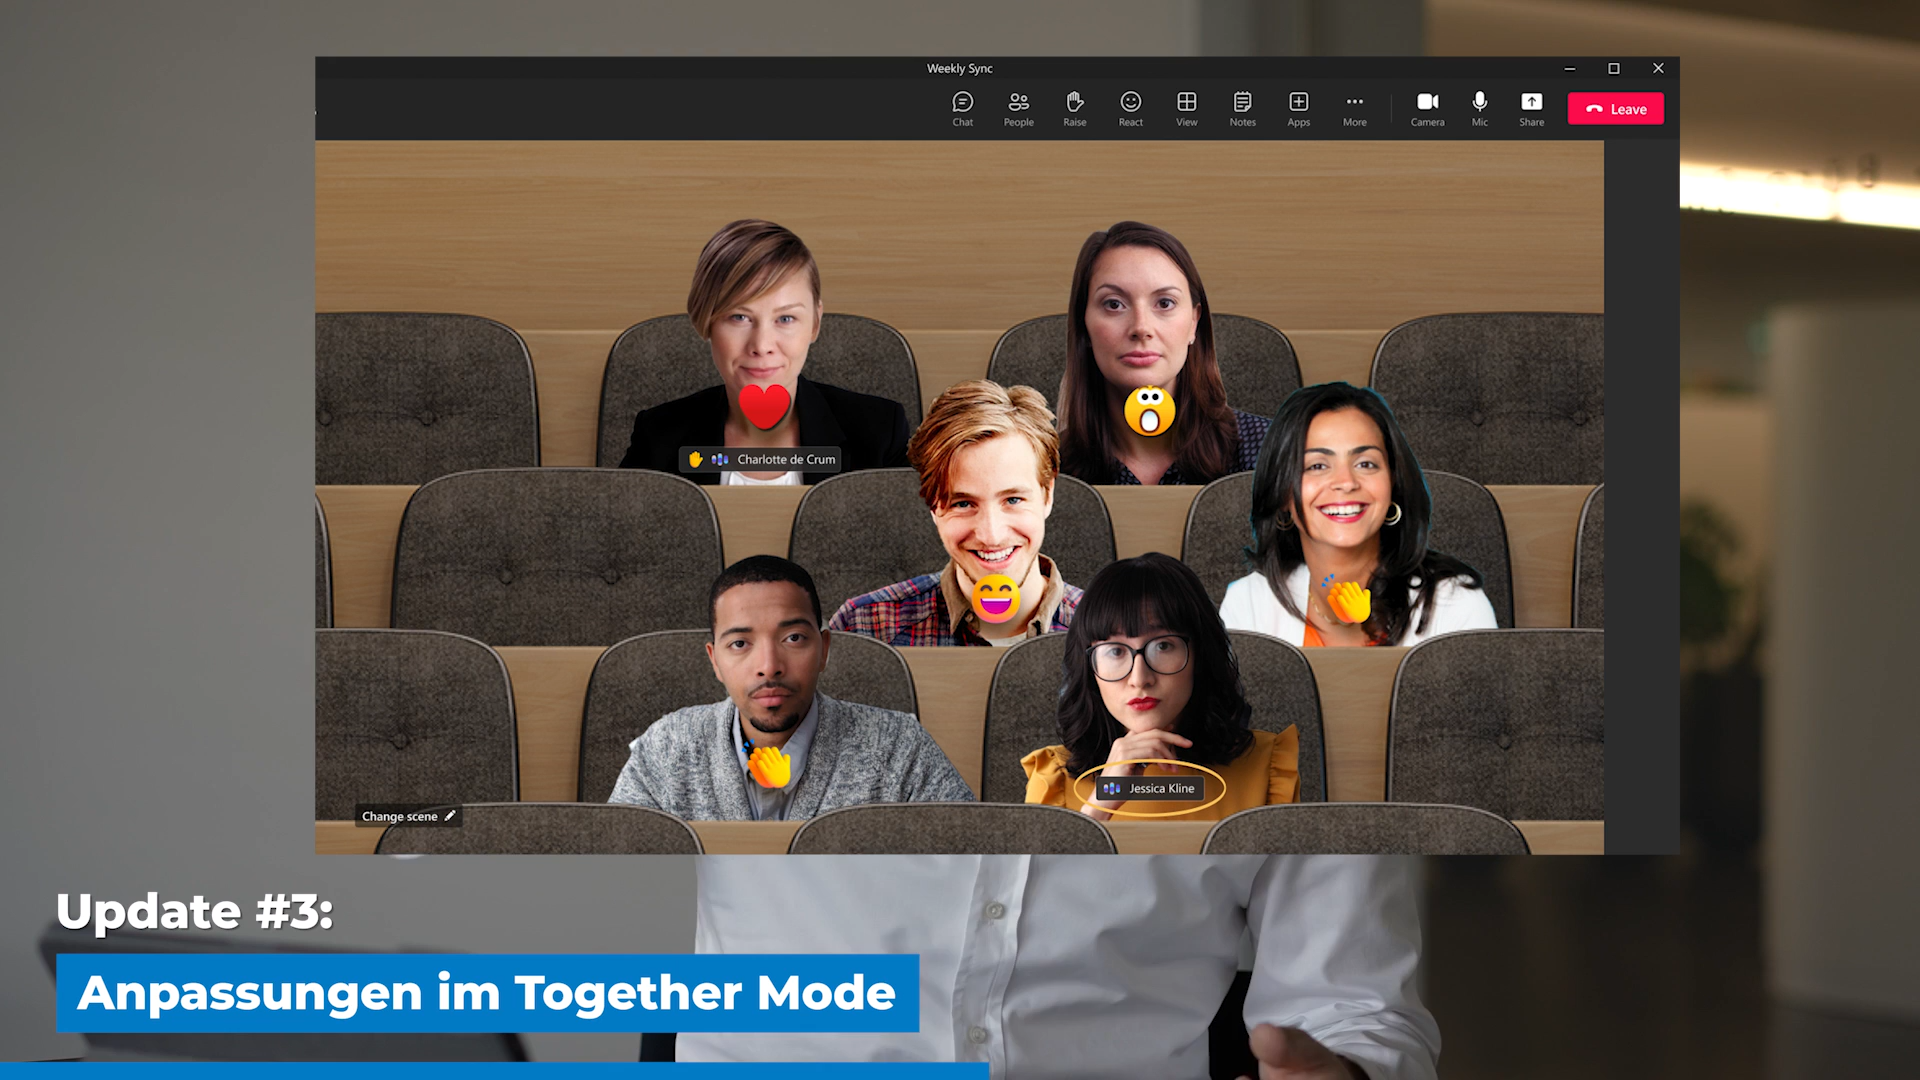 Weekly Sync
Chat People Raise React View Notes Apps More Camera Mic Share Leave
Charlotte de Crum
Jessica Kline
Change scene
Update #3:
Anpassungen im Together Mode